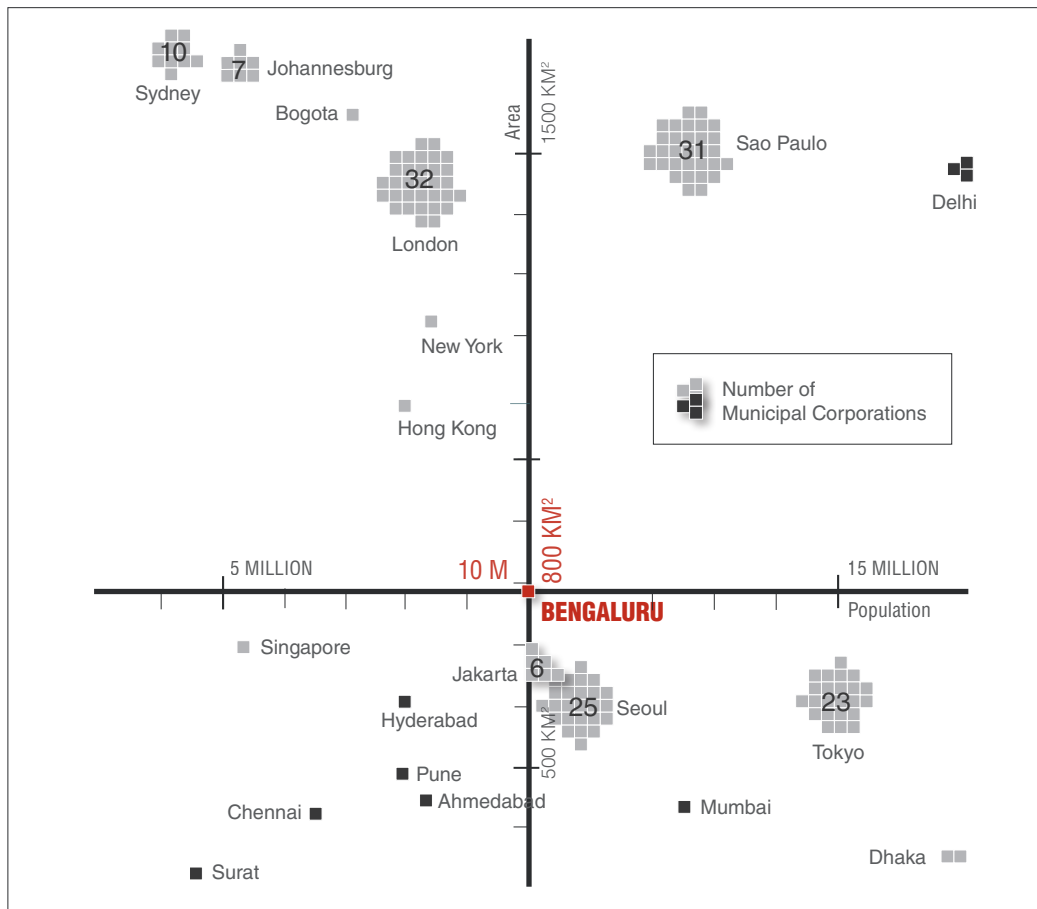 10
Sydney
7
Johannesburg
Bogota
32
London
Area
1500 KM²
31
Sao Paulo
Delhi
New York
Hong Kong
Number of
Municipal Corporations
5 MILLION
10 M
800 KM²
15 MILLION
BENGALURU
Population
Singapore
Jakarta
6
Hyderabad
25
Seoul
23
Tokyo
500 KM²
Pune
Ahmedabad
Chennai
Mumbai
Surat
Dhaka